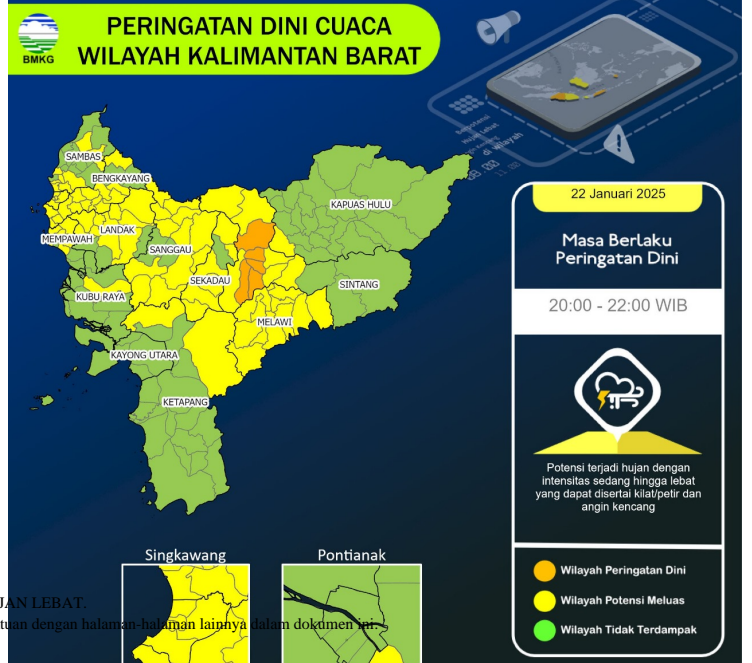 BMKG
PERINGATAN DINI CUACA
WILAYAH KALIMANTAN BARAT
di wilayah
22 Januari 2025
Masa Berlaku
Peringatan Dini
20:00 - 22:00 WIB
Potensi terjadi hujan dengan
intensitas sedang hingga lebat
yang dapat disertai kilat/petir dan
angin kencang
Wilayah Peringatan Dini
Wilayah Potensi Meluas
Wilayah Tidak Terdampak
SAMBAS
BENGKAYANG
KAPUAS HULU
LANDAK
MEMPAWAH
SANGGAU
SEKADAU
SINTANG
KUBU RAYA
MELAWI
KAYONG UTARA
KETAPANG
Singkawang
Pontianak
JAN LEBAT.
tuan dengan halaman-halaman lainnya dalam dokumen ini.